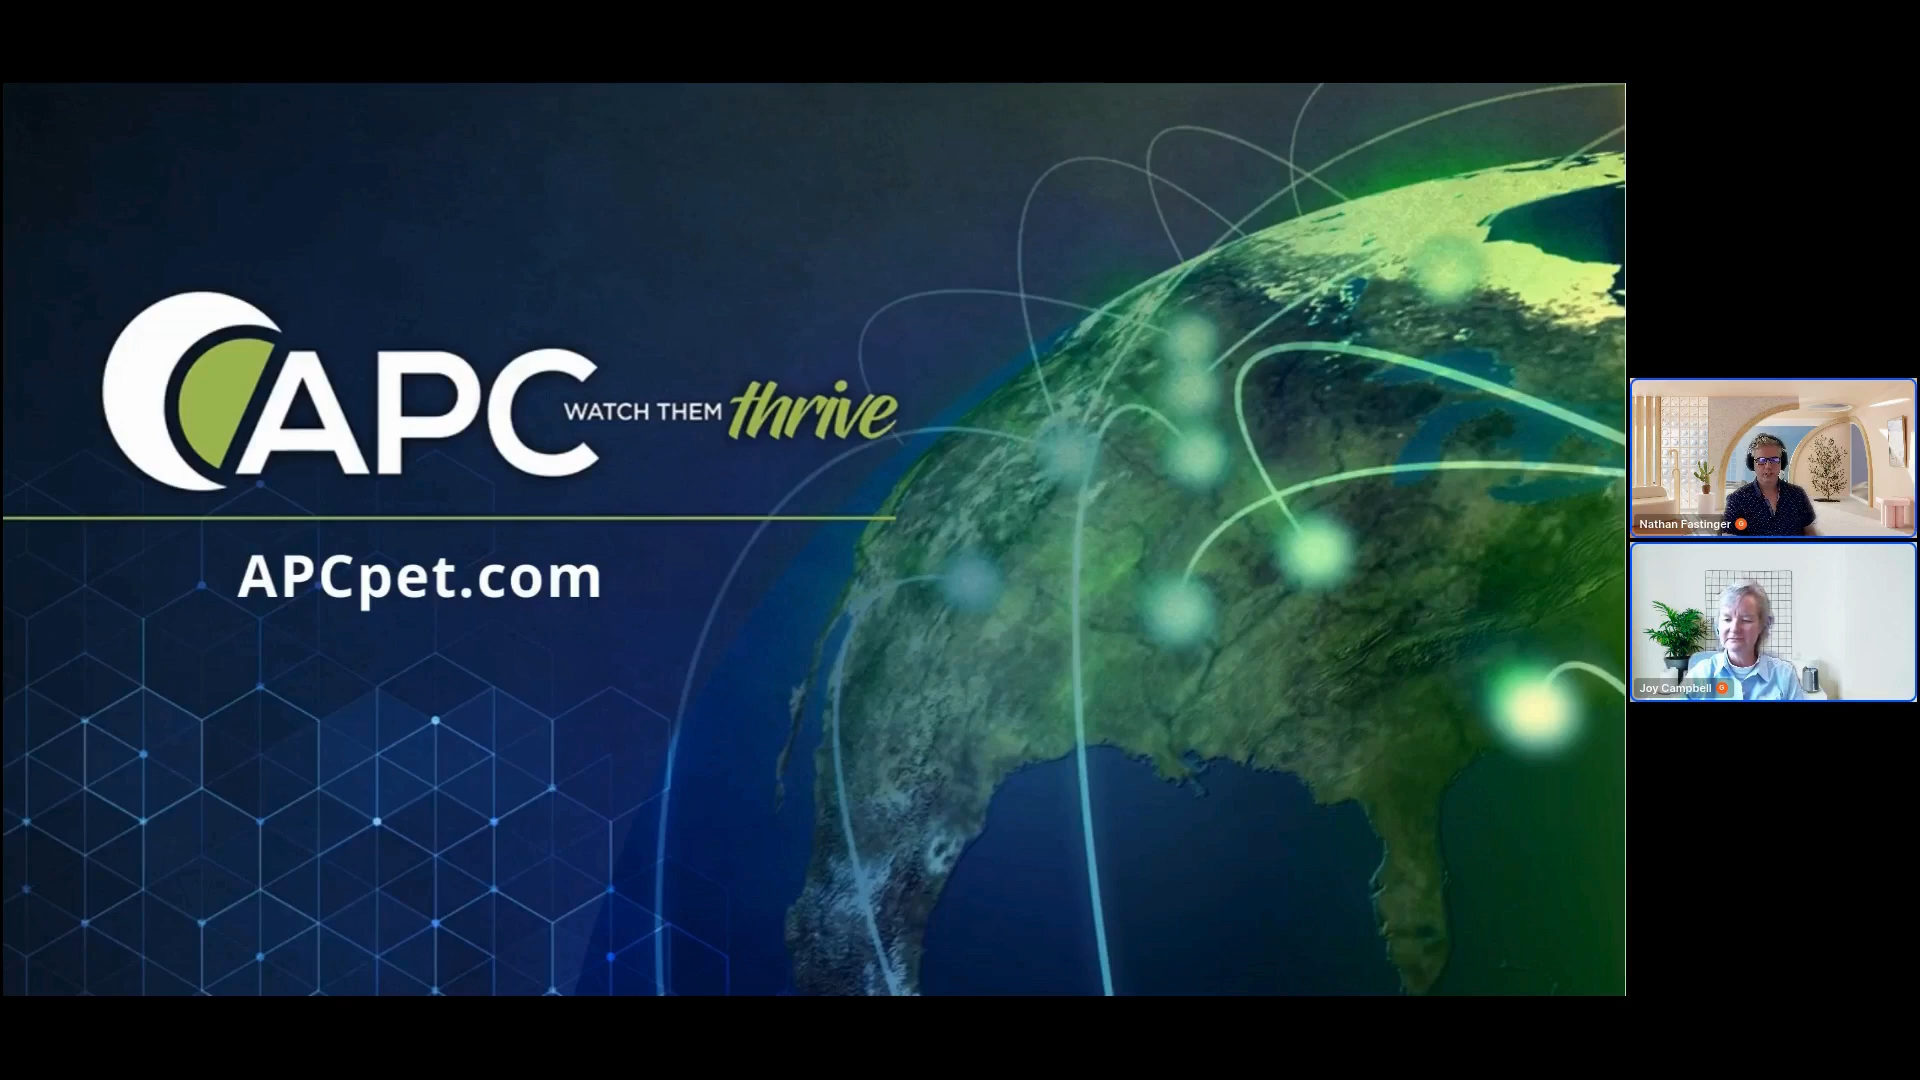 APC
WATCH THEM thrive
APCpet.com
Nathan Fastinger G
Joy Campbell G